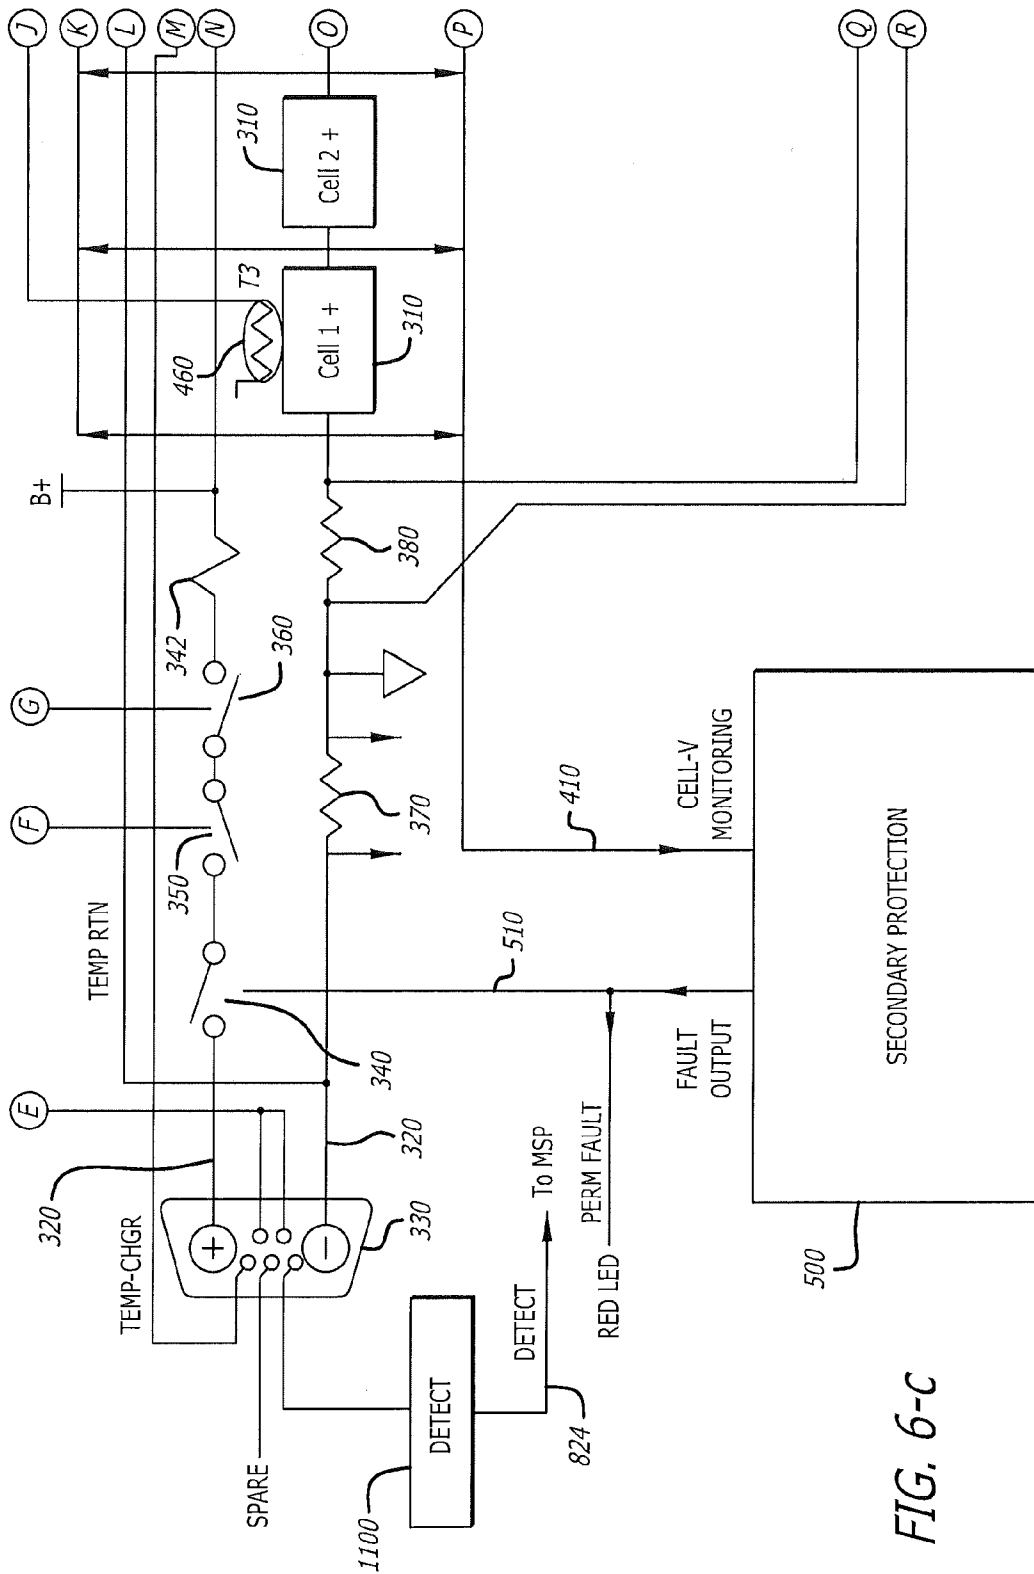 J
K
L
M
N
O
P
Q
R
310
Cell 2 +
T3
460
Cell 1 +
310
B+
342
380
G
360
F
350
370
410
CELL-V
MONITORING
TEMP RTN
340
510
FAULT
OUTPUT
SECONDARY PROTECTION
E
320
320
To MSP
PERM FAULT
TEMP-CHGR
+
−
330
500
DETECT
RED LED
SPARE
DETECT
1100
824
FIG. 6-C